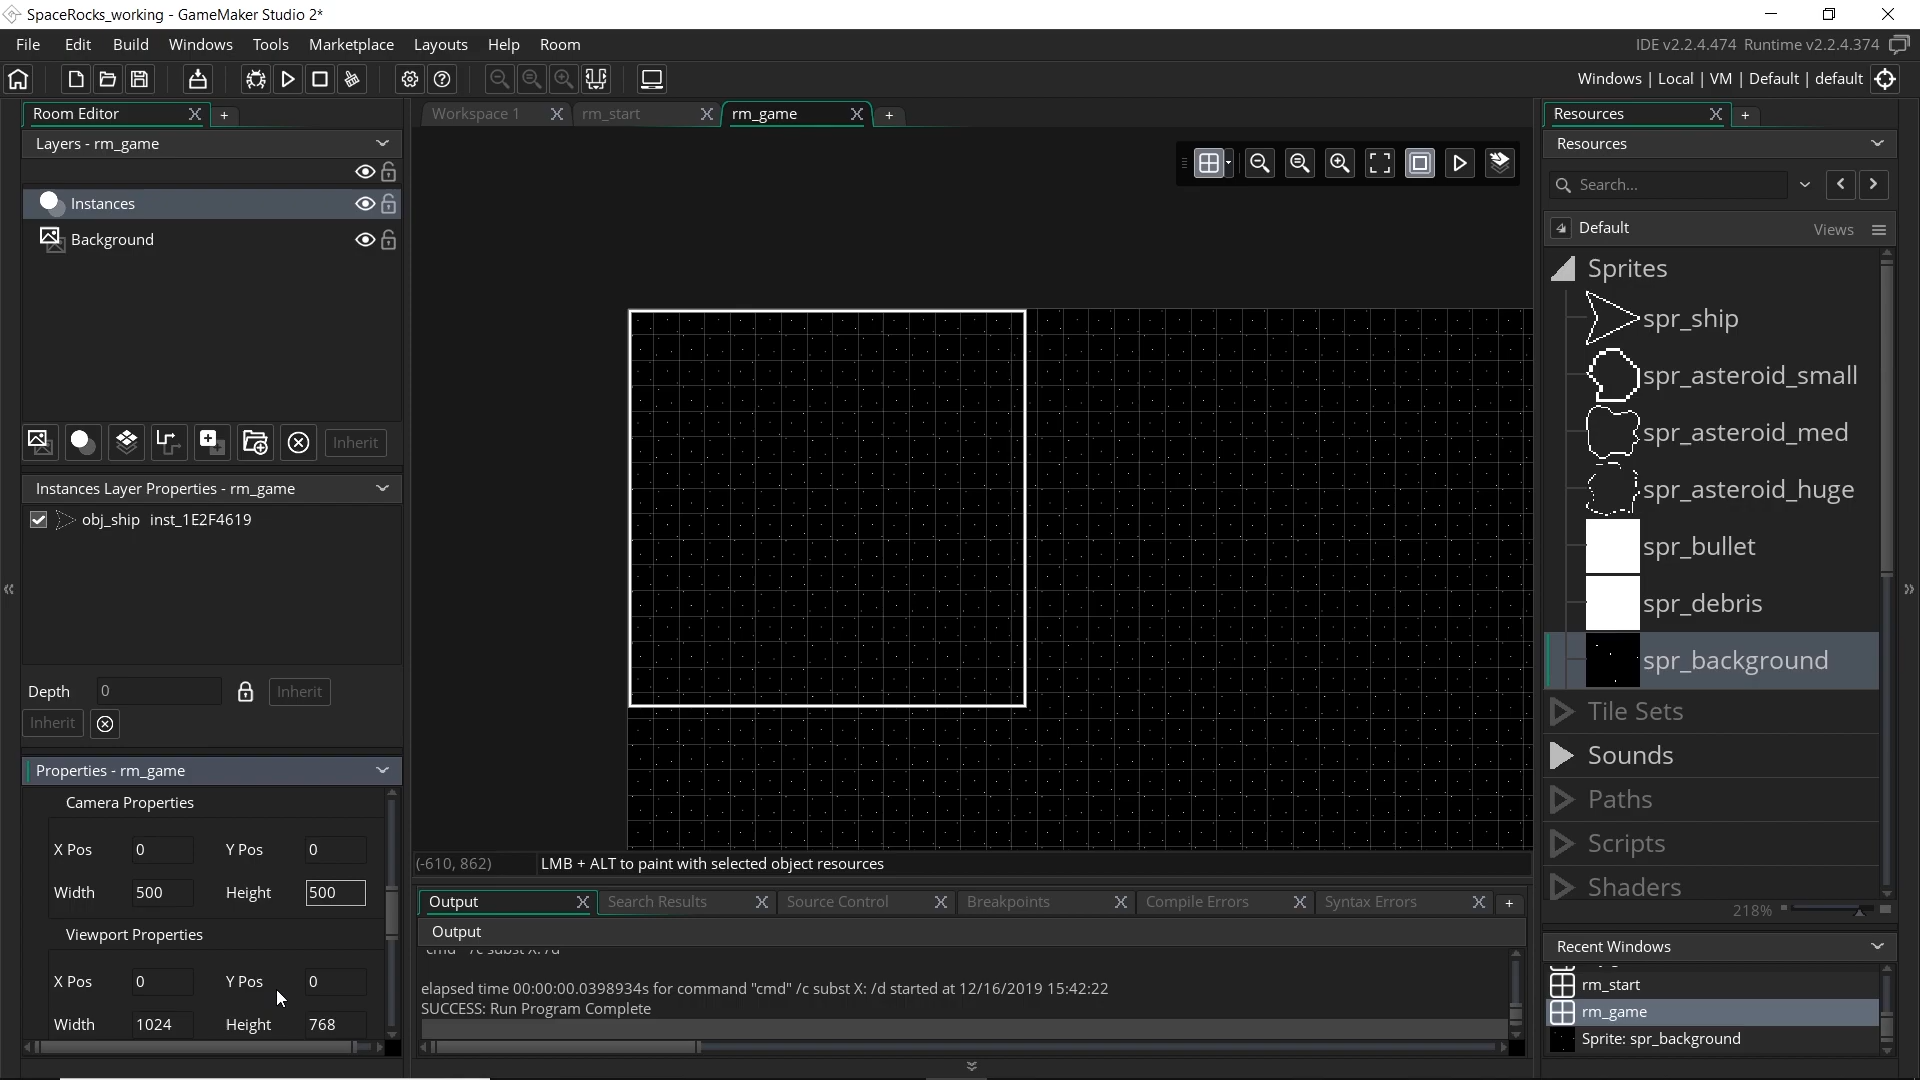 SpaceRocks_working - GameMaker Studio 2*
File Edit Build Windows Tools Marketplace Layouts Help Room
IDE v2.2.4.474 Runtime v2.2.4.374
Windows | Local | VM | Default | default
Room Editor
Workspace 1
rm_start
rm_game
Resources
Layers - rm_game
Resources
Search...
Instances
Background
Default
Views
Sprites
spr_ship
spr_asteroid_small
spr_asteroid_med
spr_asteroid_huge
spr_bullet
spr_debris
spr_background
Tile Sets
Sounds
Paths
Scripts
Shaders
218%
Inherit
Instances Layer Properties - rm_game
obj_ship inst_1E2F4619
Depth 0 Inherit
Inherit
Properties - rm_game
Camera Properties
X Pos 0 Y Pos 0
Width 500 Height 500
Viewport Properties
X Pos 0 Y Pos 0
Width 1024 Height 768
(-610, 862) LMB + ALT to paint with selected object resources
Output Search Results Source Control Breakpoints Compile Errors Syntax Errors
Output
elapsed time 00:00:00.0398934s for command "cmd" /c subst X: /d started at 12/16/2019 15:42:22
SUCCESS: Run Program Complete
Recent Windows
rm_start
rm_game
Sprite: spr_background